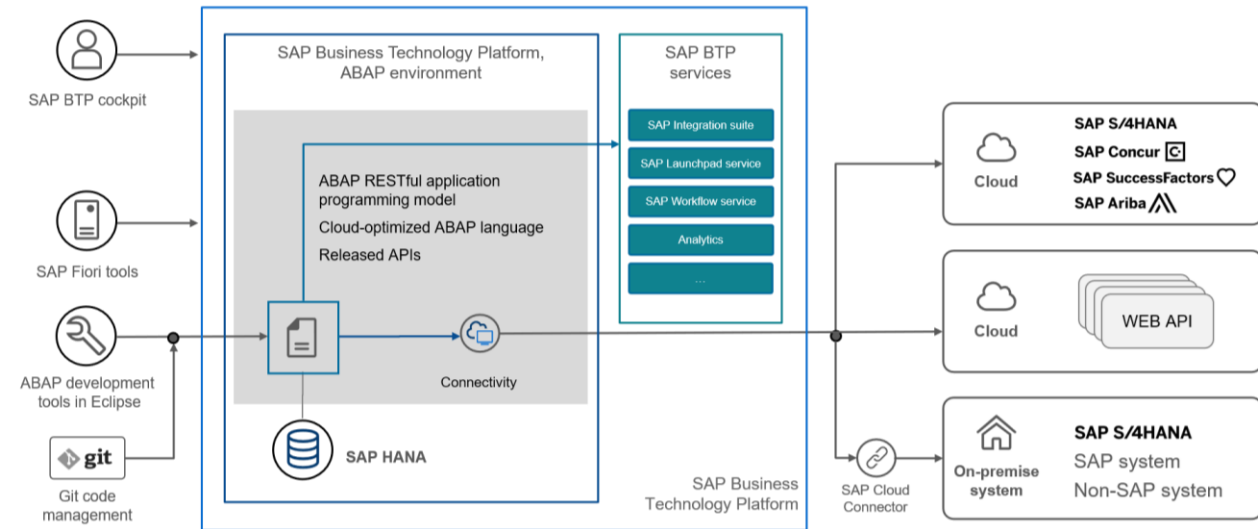 SAP BTP cockpit
SAP Fiori tools
ABAP development
tools in Eclipse
git
Git code
management
SAP Business Technology Platform,
ABAP environment
ABAP RESTful application
programming model
Cloud-optimized ABAP language
Released APIs
Connectivity
SAP HANA
SAP BTP
services
SAP Integration suite
SAP Launchpad service
SAP Workflow service
Analytics
...
SAP Business
Technology Platform
SAP Cloud
Connector
Cloud
SAP S/4HANA
SAP Concur
SAP SuccessFactors
SAP Ariba
Cloud
WEB API
On-premise
system
SAP S/4HANA
SAP system
Non-SAP system